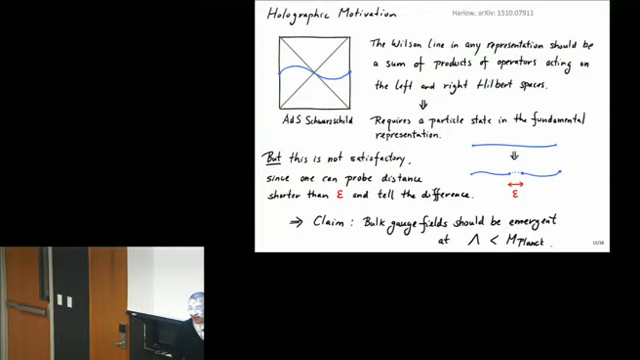 Holographic Motivation
Harlow, arXiv: 1510.07911
The Wilson line in any representation should be
a sum of products of operators acting on
the left and right Hilbert spaces.
⇓
AdS Schwarzschild
Requires a particle state in the fundamental
representation.
But this is not satisfactory,
since one can probe distance
shorter than ε and tell the difference.
⇓
ε
⇒ Claim: Bulk gauge fields should be emergent
at Λ < M Planck.